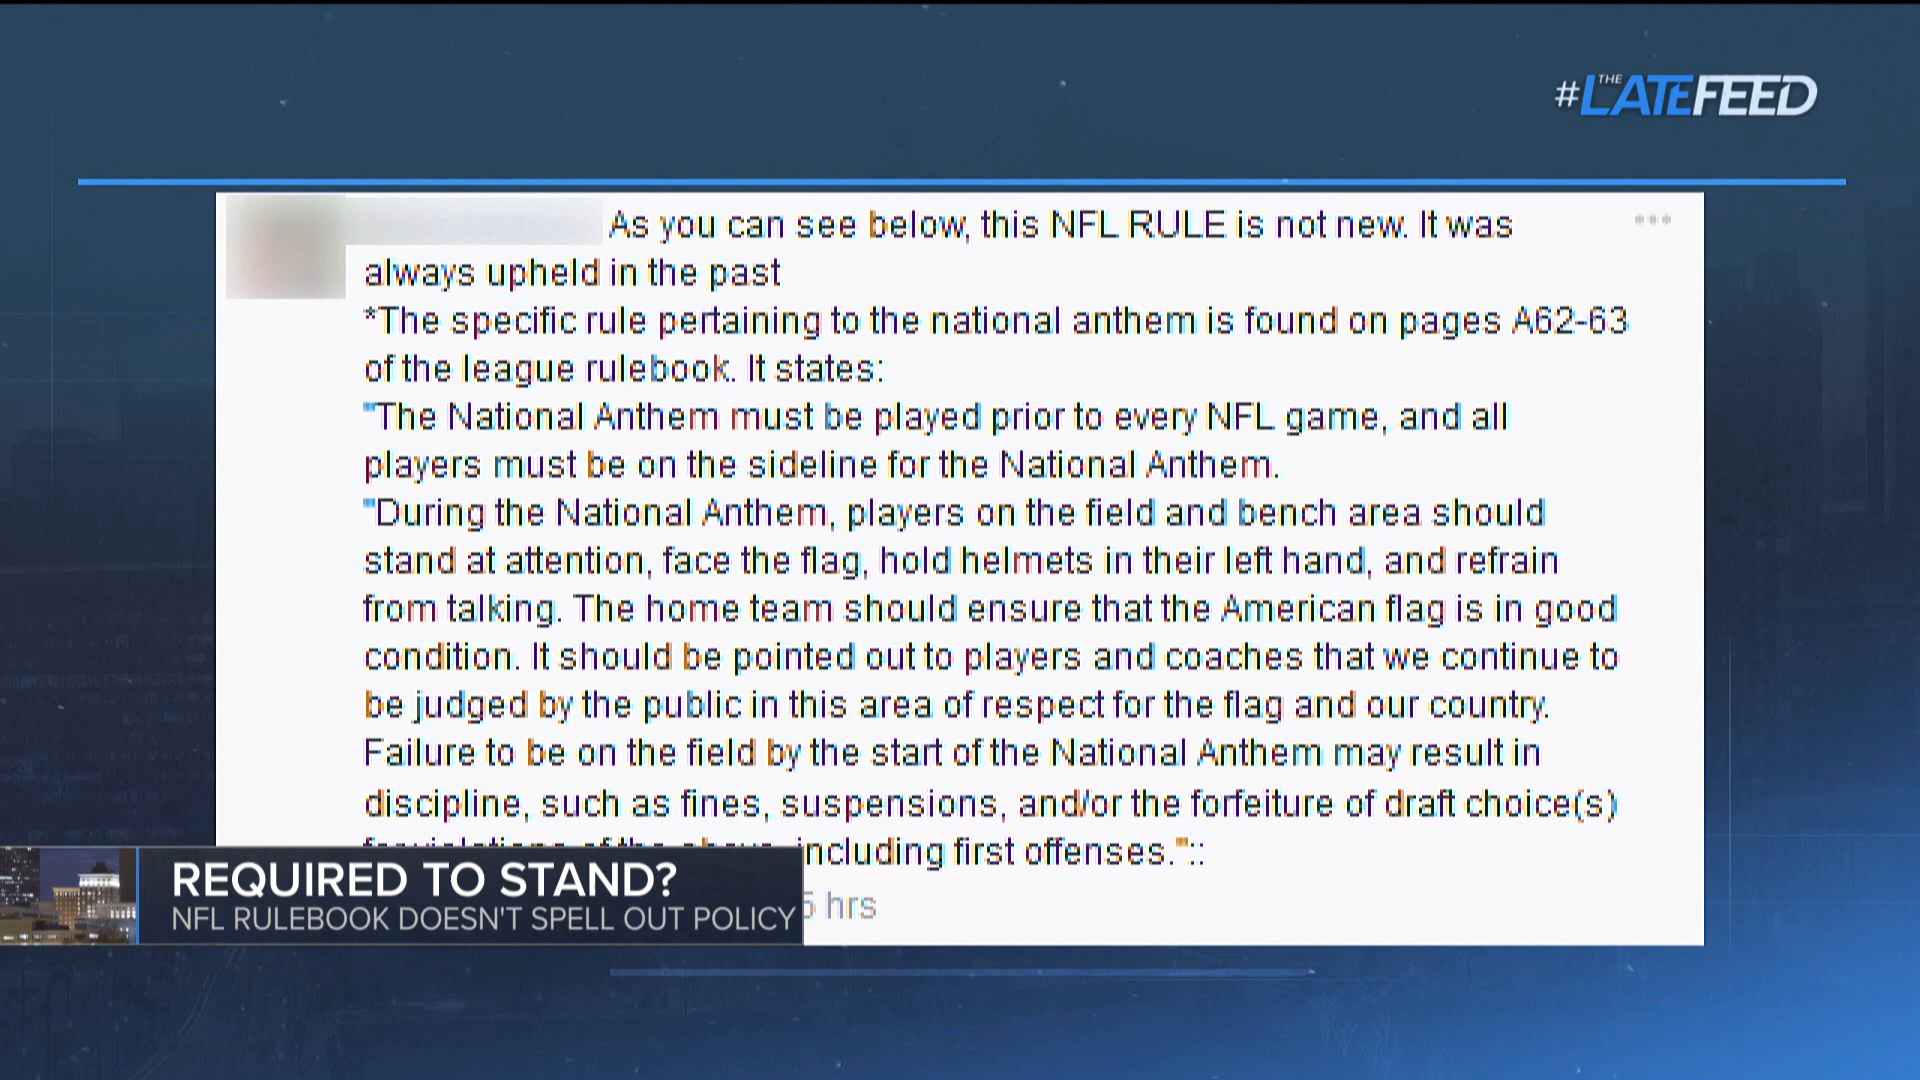 #THE LATE FEED
As you can see below, this NFL RULE is not new. It was
always upheld in the past
*The specific rule pertaining to the national anthem is found on pages A62-63
of the league rulebook. It states:
"The National Anthem must be played prior to every NFL game, and all
players must be on the sideline for the National Anthem.
"During the National Anthem, players on the field and bench area should
stand at attention, face the flag, hold helmets in their left hand, and refrain
from talking. The home team should ensure that the American flag is in good
condition. It should be pointed out to players and coaches that we continue to
be judged by the public in this area of respect for the flag and our country.
Failure to be on the field by the start of the National Anthem may result in
discipline, such as fines, suspensions, and/or the forfeiture of draft choice(s)
including first offenses."::
hrs
REQUIRED TO STAND?
NFL RULEBOOK DOESN'T SPELL OUT POLICY